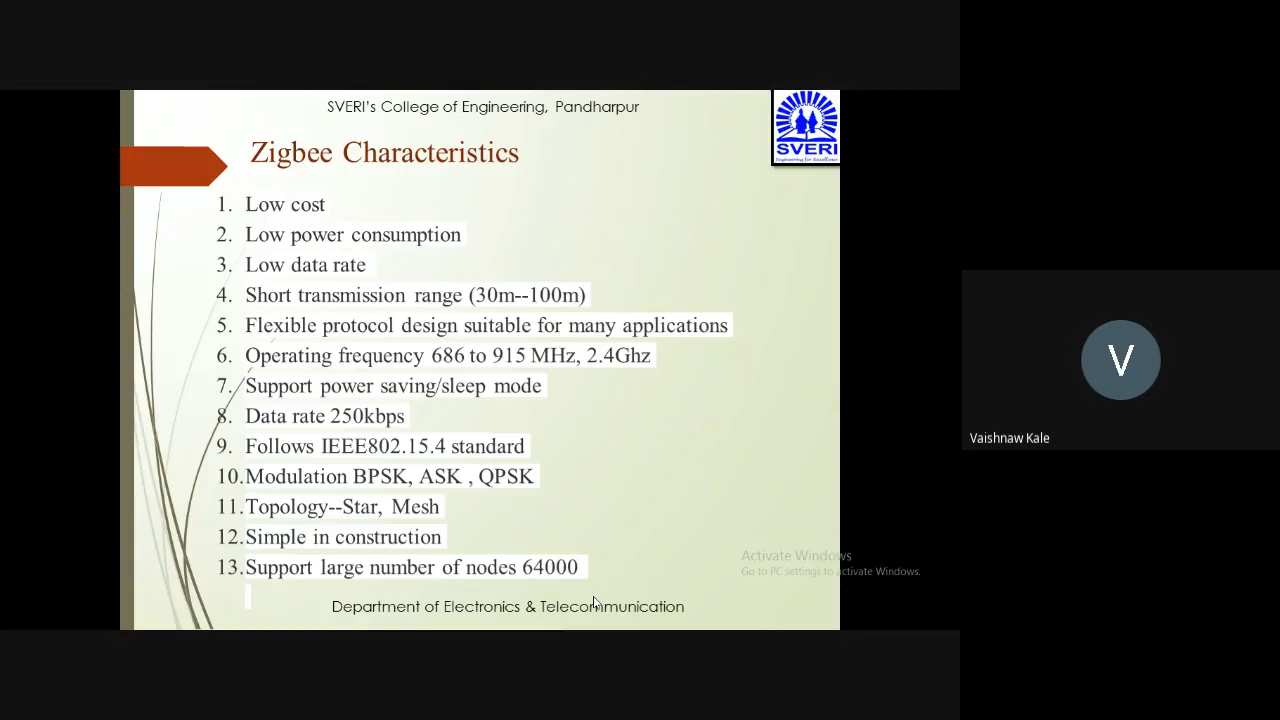 SVERI's College of Engineering, Pandharpur
SVERI
Engineering for Excellence
Zigbee Characteristics
1. Low cost
2. Low power consumption
3. Low data rate
4. Short transmission range (30m--100m)
5. Flexible protocol design suitable for many applications
6. Operating frequency 686 to 915 MHz, 2.4Ghz
7. Support power saving/sleep mode
8. Data rate 250kbps
9. Follows IEEE802.15.4 standard
10. Modulation BPSK, ASK , QPSK
11. Topology--Star, Mesh
12. Simple in construction
13. Support large number of nodes 64000
Department of Electronics & Telecommunication
Activate Windows
Go to PC settings to activate Windows.
V
Vaishnaw Kale